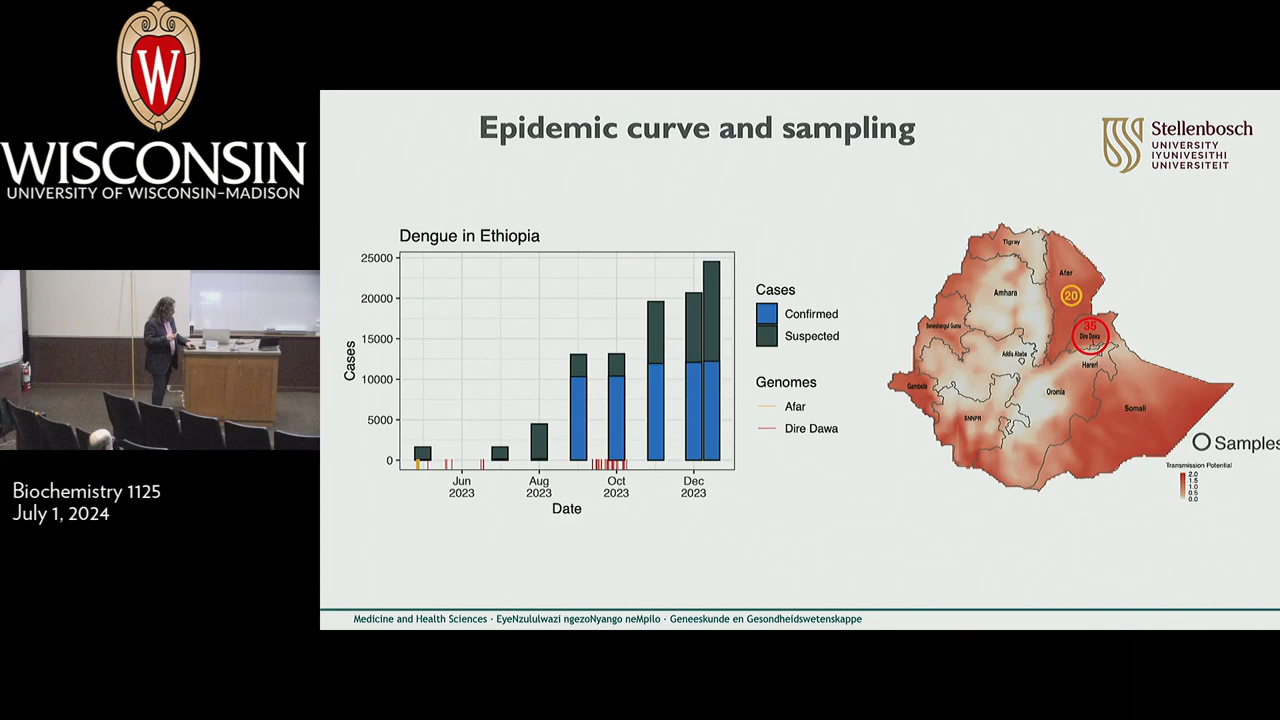 W
WISCONSIN
UNIVERSITY OF WISCONSIN–MADISON
Biochemistry 1125
July 1, 2024
Epidemic curve and sampling
Stellenbosch
UNIVERSITY
IYUNIVESITHI
UNIVERSITEIT
Dengue in Ethiopia
25000
20000
15000
10000
5000
0
Cases
Jun
2023
Aug
2023
Oct
2023
Dec
2023
Date
Cases
Confirmed
Suspected
Genomes
Afar
Dire Dawa
Tigray
Afar
20
Amhara
35
Dire Dawa
Beneshangul Gumu
Addis Ababa
Hareri
Gambela
Oromia
Somali
SNNPR
Samples
Transmission Potential
2.0
1.5
1.0
0.5
0.0
Medicine and Health Sciences · EyeNzululwazi ngezoNyango neMpilo · Geneeskunde en Gesondheidswetenskappe